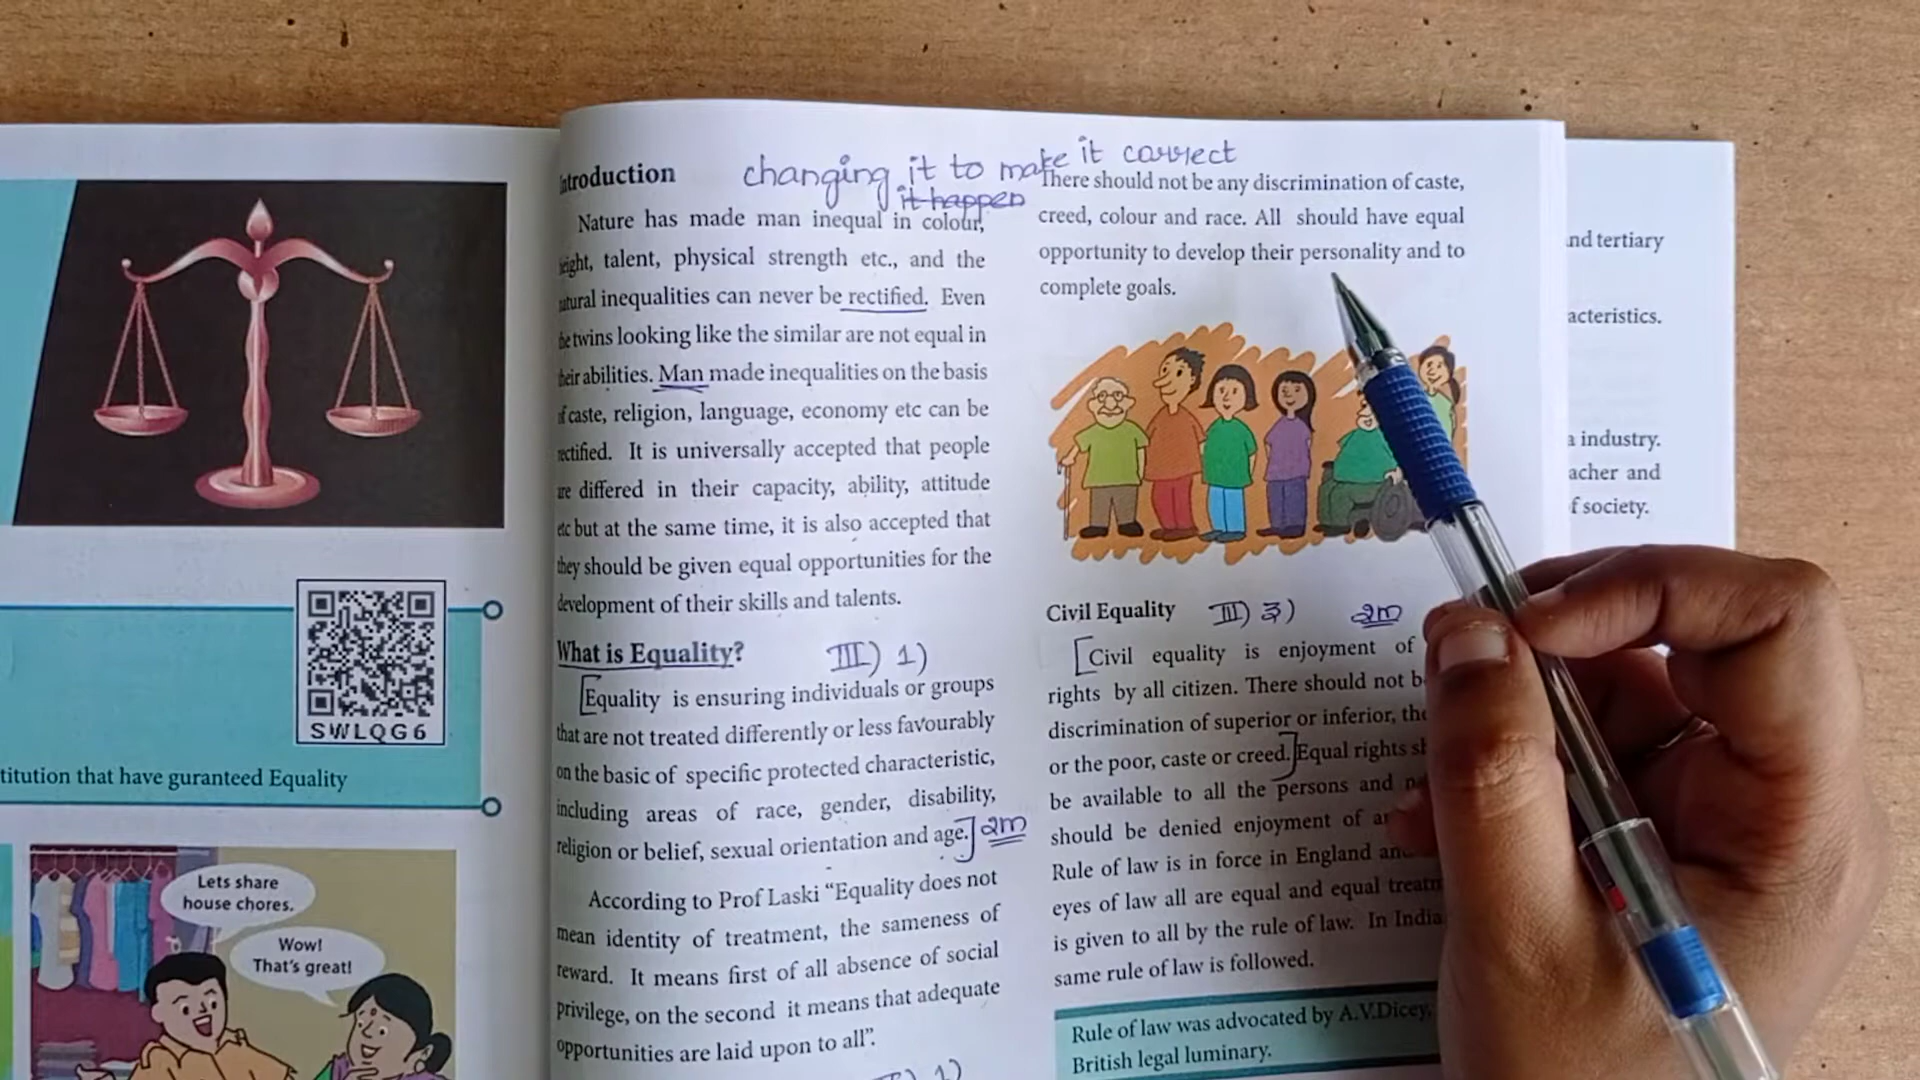 SWLQG6
titution that have guranteed Equality
Lets share
house chores.
Wow!
That's great!
Introduction
changing it to make it correct
it happen
Nature has made man inequal in colour,
height, talent, physical strength etc., and the
natural inequalities can never be rectified. Even
the twins looking like the similar are not equal in
their abilities. Man made inequalities on the basis
of caste, religion, language, economy etc can be
rectified. It is universally accepted that people
are differed in their capacity, ability, attitude
etc but at the same time, it is also accepted that
they should be given equal opportunities for the
development of their skills and talents.
What is Equality? III) 1)
[Equality is ensuring individuals or groups
that are not treated differently or less favourably
on the basic of specific protected characteristic,
including areas of race, gender, disability,
religion or belief, sexual orientation and age.] 2m
According to Prof Laski “Equality does not
mean identity of treatment, the sameness of
reward. It means first of all absence of social
privilege, on the second it means that adequate
opportunities are laid upon to all”.
1)
There should not be any discrimination of caste,
creed, colour and race. All should have equal
opportunity to develop their personality and to
complete goals.
Civil Equality III) 3) 2m
[Civil equality is enjoyment of
rights by all citizen. There should not b
discrimination of superior or inferior, the
or the poor, caste or creed.] Equal rights sh
be available to all the persons and
should be denied enjoyment of
Rule of law is in force in England
eyes of law all are equal and equal treatm
is given to all by the rule of law. In India
same rule of law is followed.
Rule of law was advocated by A.V.Dicey,
British legal luminary.
nd tertiary
acteristics.
a industry.
acher and
f society.